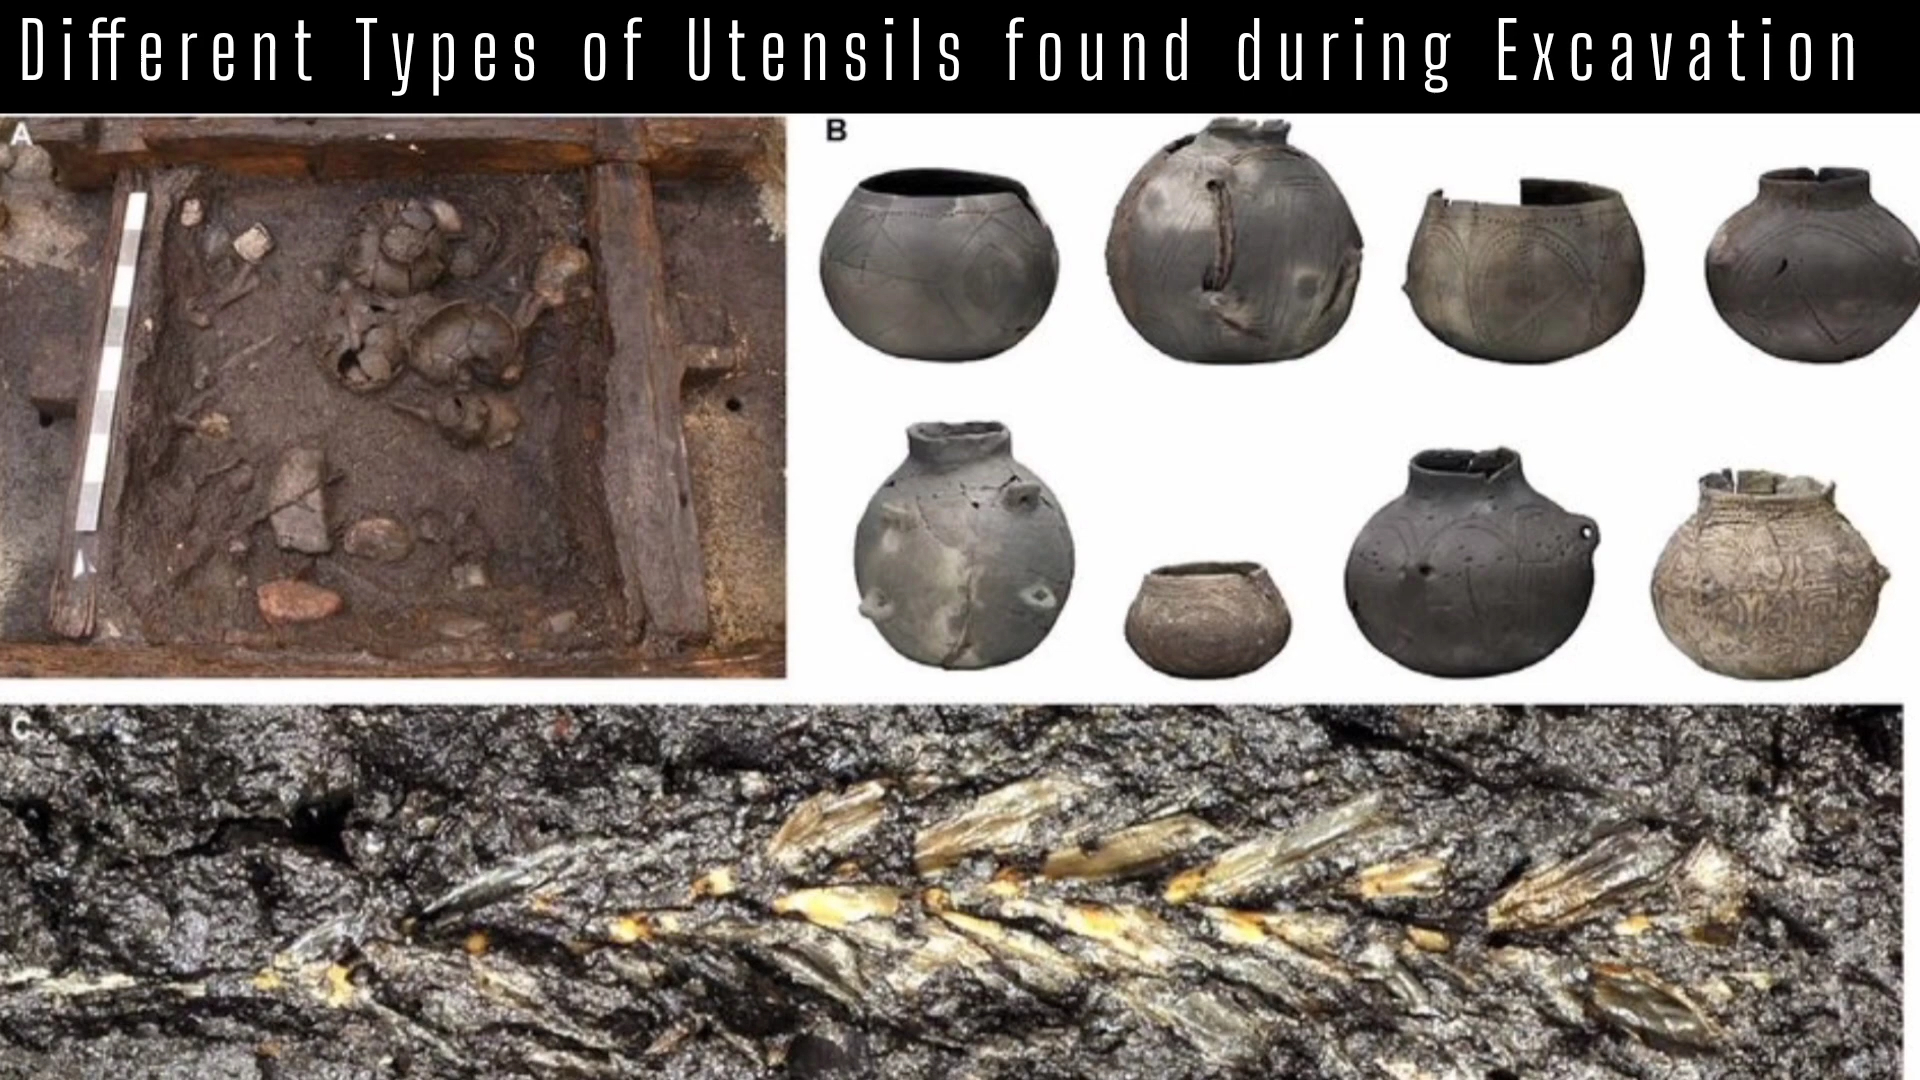 Different Types of Utensils found during Excavation
A
B
C